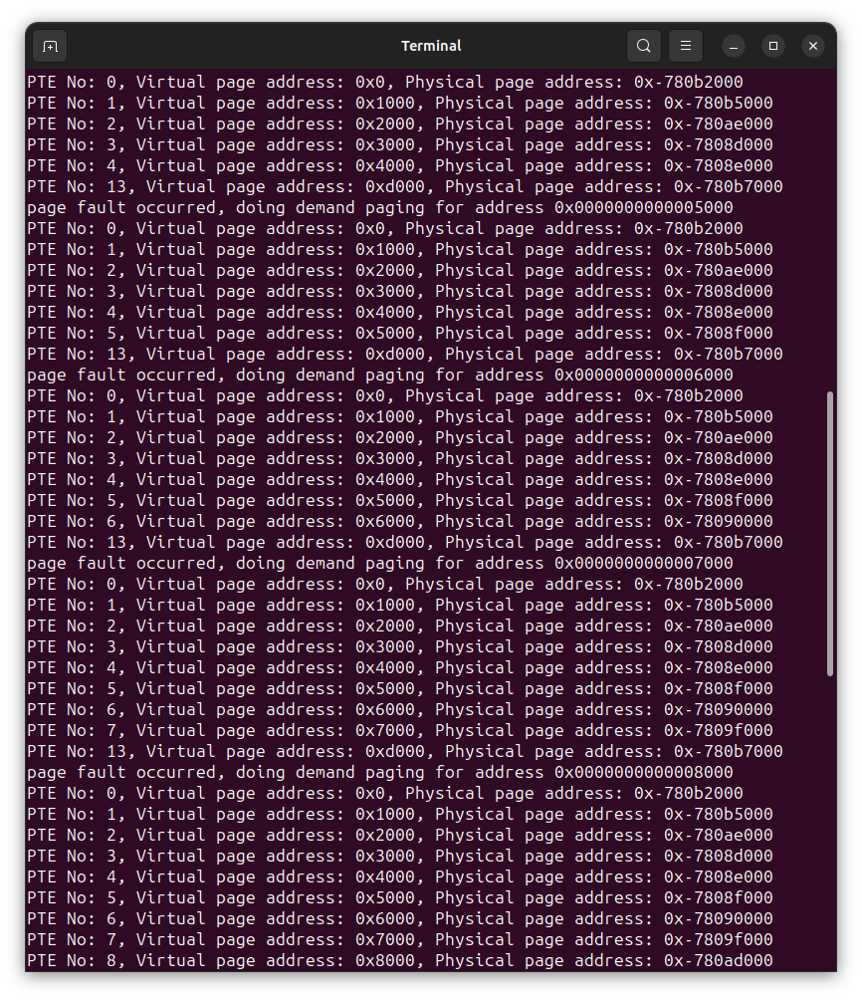 Terminal
PTE No: 0, Virtual page address: 0x0, Physical page address: 0x-780b2000
PTE No: 1, Virtual page address: 0x1000, Physical page address: 0x-780b5000
PTE No: 2, Virtual page address: 0x2000, Physical page address: 0x-780ae000
PTE No: 3, Virtual page address: 0x3000, Physical page address: 0x-7808d000
PTE No: 4, Virtual page address: 0x4000, Physical page address: 0x-7808e000
PTE No: 13, Virtual page address: 0xd000, Physical page address: 0x-780b7000
page fault occurred, doing demand paging for address 0x0000000000005000
PTE No: 0, Virtual page address: 0x0, Physical page address: 0x-780b2000
PTE No: 1, Virtual page address: 0x1000, Physical page address: 0x-780b5000
PTE No: 2, Virtual page address: 0x2000, Physical page address: 0x-780ae000
PTE No: 3, Virtual page address: 0x3000, Physical page address: 0x-7808d000
PTE No: 4, Virtual page address: 0x4000, Physical page address: 0x-7808e000
PTE No: 5, Virtual page address: 0x5000, Physical page address: 0x-7808f000
PTE No: 13, Virtual page address: 0xd000, Physical page address: 0x-780b7000
page fault occurred, doing demand paging for address 0x0000000000006000
PTE No: 0, Virtual page address: 0x0, Physical page address: 0x-780b2000
PTE No: 1, Virtual page address: 0x1000, Physical page address: 0x-780b5000
PTE No: 2, Virtual page address: 0x2000, Physical page address: 0x-780ae000
PTE No: 3, Virtual page address: 0x3000, Physical page address: 0x-7808d000
PTE No: 4, Virtual page address: 0x4000, Physical page address: 0x-7808e000
PTE No: 5, Virtual page address: 0x5000, Physical page address: 0x-7808f000
PTE No: 6, Virtual page address: 0x6000, Physical page address: 0x-78090000
PTE No: 13, Virtual page address: 0xd000, Physical page address: 0x-780b7000
page fault occurred, doing demand paging for address 0x0000000000007000
PTE No: 0, Virtual page address: 0x0, Physical page address: 0x-780b2000
PTE No: 1, Virtual page address: 0x1000, Physical page address: 0x-780b5000
PTE No: 2, Virtual page address: 0x2000, Physical page address: 0x-780ae000
PTE No: 3, Virtual page address: 0x3000, Physical page address: 0x-7808d000
PTE No: 4, Virtual page address: 0x4000, Physical page address: 0x-7808e000
PTE No: 5, Virtual page address: 0x5000, Physical page address: 0x-7808f000
PTE No: 6, Virtual page address: 0x6000, Physical page address: 0x-78090000
PTE No: 7, Virtual page address: 0x7000, Physical page address: 0x-7809f000
PTE No: 13, Virtual page address: 0xd000, Physical page address: 0x-780b7000
page fault occurred, doing demand paging for address 0x0000000000008000
PTE No: 0, Virtual page address: 0x0, Physical page address: 0x-780b2000
PTE No: 1, Virtual page address: 0x1000, Physical page address: 0x-780b5000
PTE No: 2, Virtual page address: 0x2000, Physical page address: 0x-780ae000
PTE No: 3, Virtual page address: 0x3000, Physical page address: 0x-7808d000
PTE No: 4, Virtual page address: 0x4000, Physical page address: 0x-7808e000
PTE No: 5, Virtual page address: 0x5000, Physical page address: 0x-7808f000
PTE No: 6, Virtual page address: 0x6000, Physical page address: 0x-78090000
PTE No: 7, Virtual page address: 0x7000, Physical page address: 0x-7809f000
PTE No: 8, Virtual page address: 0x8000, Physical page address: 0x-780ad000